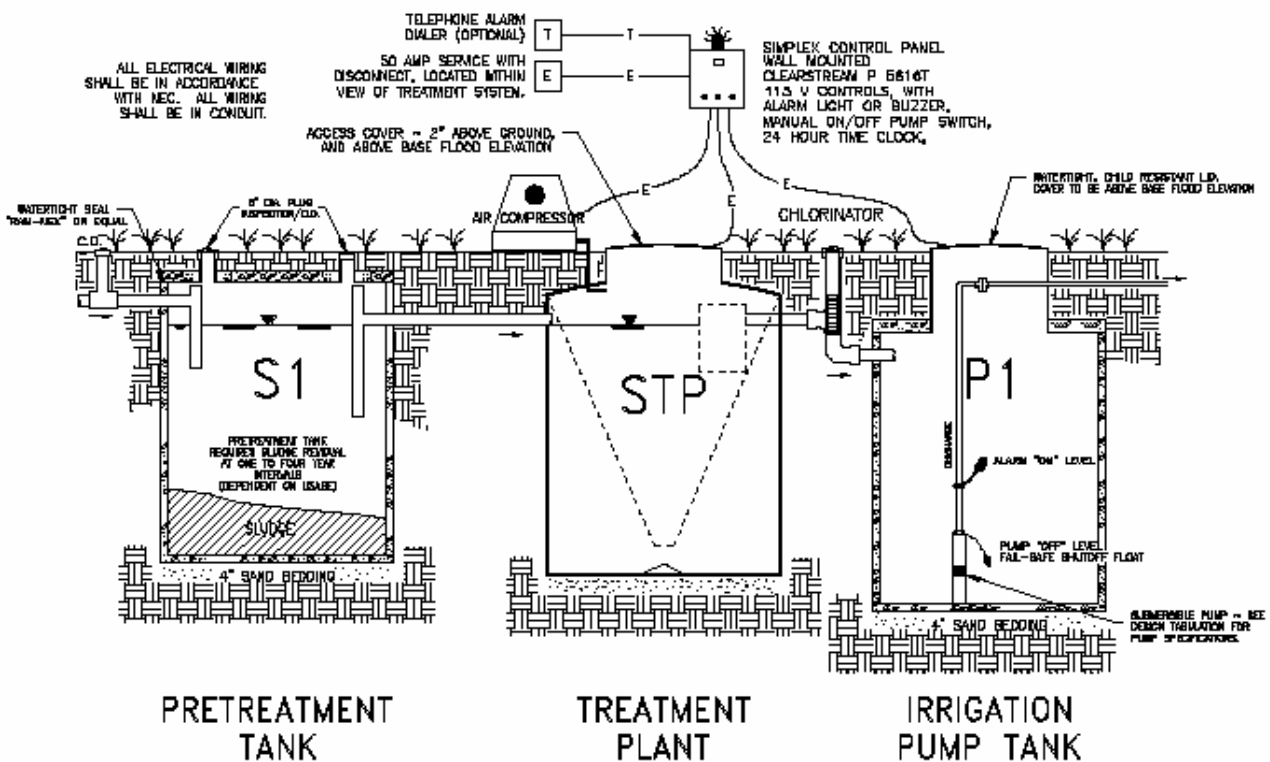 TELEPHONE ALARM
DIALER (OPTIONAL)
T
T
50 AMP SERVICE WITH
DISCONNECT, LOCATED WITHIN
VIEW OF TREATMENT SYSTEM.
E
E
ALL ELECTRICAL WIRING
SHALL BE IN ACCORDANCE
WITH NEC. ALL WIRING
SHALL BE IN CONDUIT.
SIMPLEX CONTROL PANEL
WALL MOUNTED
CLEARSTREAM P
115 V CONTROLS, WITH
ALARM LIGHT OR BUZZER,
MANUAL ON/OFF PUMP SWITCH,
24 HOUR TIME CLOCK,
ACCESS COVER - 2" ABOVE GROUND,
AND ABOVE BASE FLOOD ELEVATION
E
E
E
WATERTIGHT, CHILD RESISTANT LID.
COVER TO BE ABOVE BASE FLOOD ELEVATION
WATERTIGHT SEAL
OR EQUAL
DIA. PLUG
INSPECTION/C.O.
C.O.
AIR COMPRESSOR
CHLORINATOR
S1
STP
P1
PRETREATMENT TANK
REQUIRES SLUDGE REMOVAL
AT ONE TO FOUR YEAR
INTERVALS
(DEPENDENT ON USAGE)
SLUDGE
4" SAND BEDDING
DISCHARGE
ALARM "ON" LEVEL
PUMP "OFF" LEVEL
FAIL-SAFE SHUTOFF FLOAT
4" SAND BEDDING
SUBMERSIBLE PUMP - SEE
DESIGN TABULATION FOR
PUMP SPECIFICATIONS.
PRETREATMENT
TANK
TREATMENT
PLANT
IRRIGATION
PUMP TANK